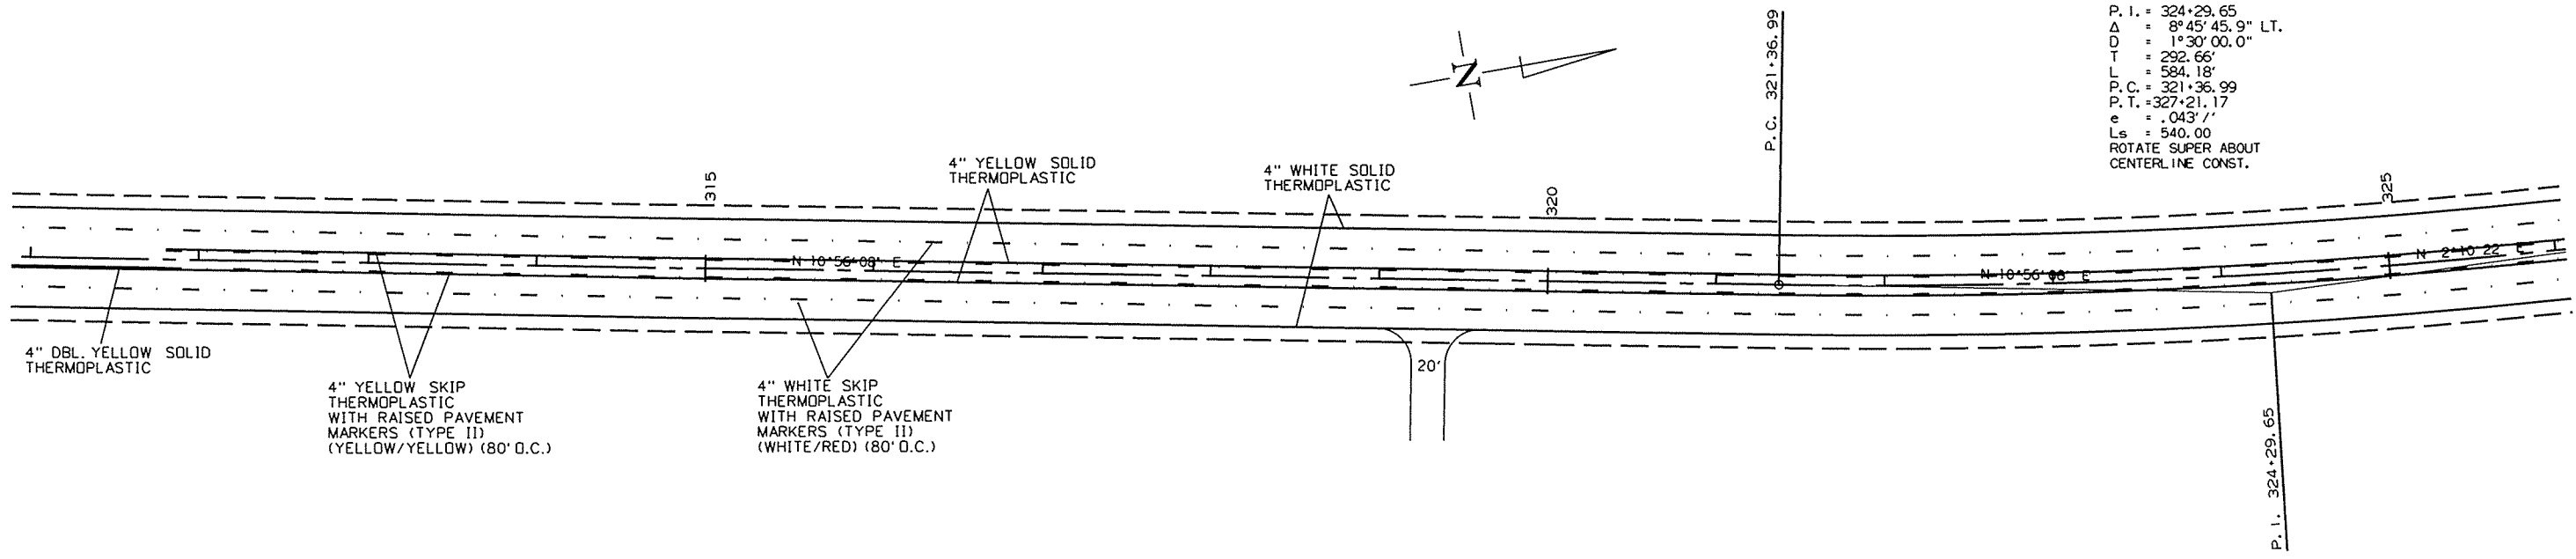 P. I. = 324+29.65
Δ = 8°45'45.9" LT.
D = 1°30'00.0"
T = 292.66'
L = 584.18'
P.C. = 321+36.99
P.T. =327+21.17
e = .043'/'
Ls = 540.00
ROTATE SUPER ABOUT
CENTERLINE CONST.
P.C. 321+36.99
N
315
4" YELLOW SOLID
THERMOPLASTIC
4" WHITE SOLID
THERMOPLASTIC
320
325
N 10°56'08" E
N 10°56'08" E
N 2°10'22" E
4" DBL. YELLOW SOLID
THERMOPLASTIC
4" YELLOW SKIP
THERMOPLASTIC
WITH RAISED PAVEMENT
MARKERS (TYPE II)
(YELLOW/YELLOW) (80' O.C.)
4" WHITE SKIP
THERMOPLASTIC
WITH RAISED PAVEMENT
MARKERS (TYPE II)
(WHITE/RED) (80' O.C.)
20'
P.I. 324+29.65